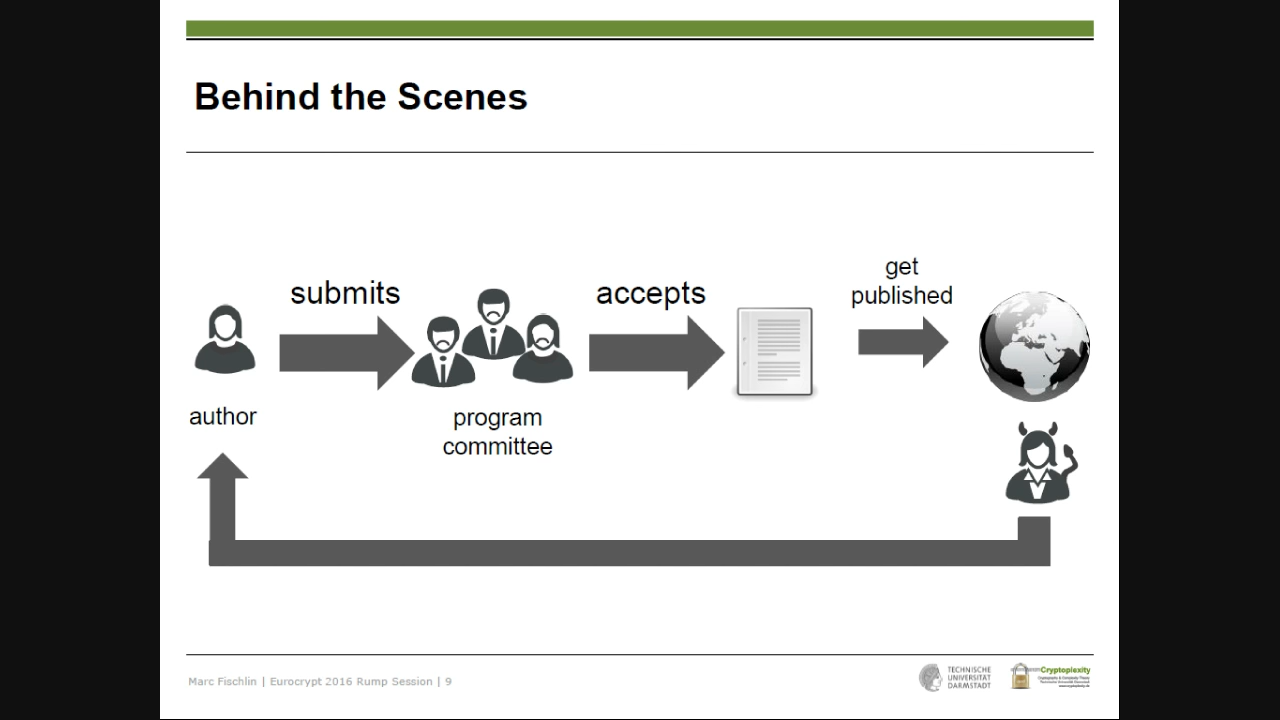 Behind the Scenes
get
submits
accepts
published
author
program
committee
Marc Fischlin | Eurocrypt 2016 Rump Session | 9
TECHNISCHE
UNIVERSITÄT
DARMSTADT
Cryptoplexity